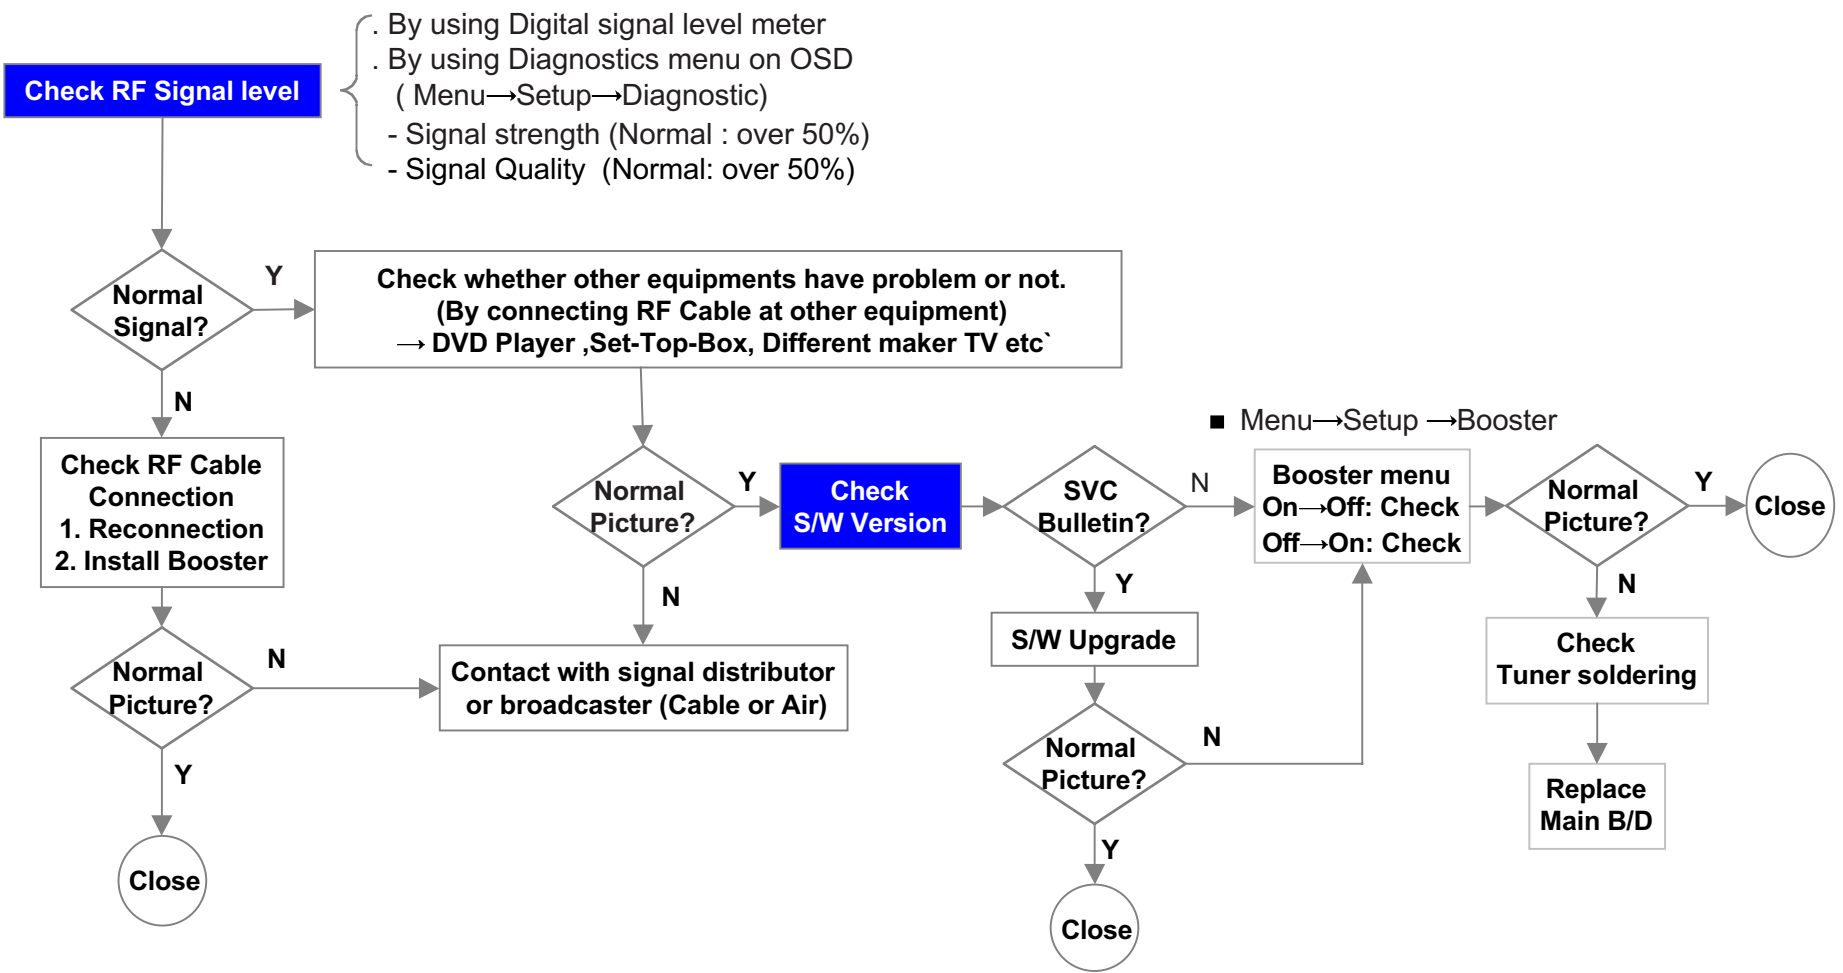 . By using Digital signal level meter
. By using Diagnostics menu on OSD
( Menu→Setup→Diagnostic)
- Signal strength (Normal : over 50%)
- Signal Quality (Normal: over 50%)
Check RF Signal level
Normal
Signal?
Y
Check whether other equipments have problem or not.
(By connecting RF Cable at other equipment)
→ DVD Player ,Set-Top-Box, Different maker TV etc`
N
Check RF Cable
Connection
1. Reconnection
2. Install Booster
Normal
Picture?
N
Y
Close
Normal
Picture?
Y
N
Contact with signal distributor
or broadcaster (Cable or Air)
Check
S/W Version
SVC
Bulletin?
N
Y
S/W Upgrade
Normal
Picture?
N
Y
Close
■ Menu→Setup →Booster
Booster menu
On→Off: Check
Off→On: Check
Normal
Picture?
Y
Close
N
Check
Tuner soldering
Replace
Main B/D